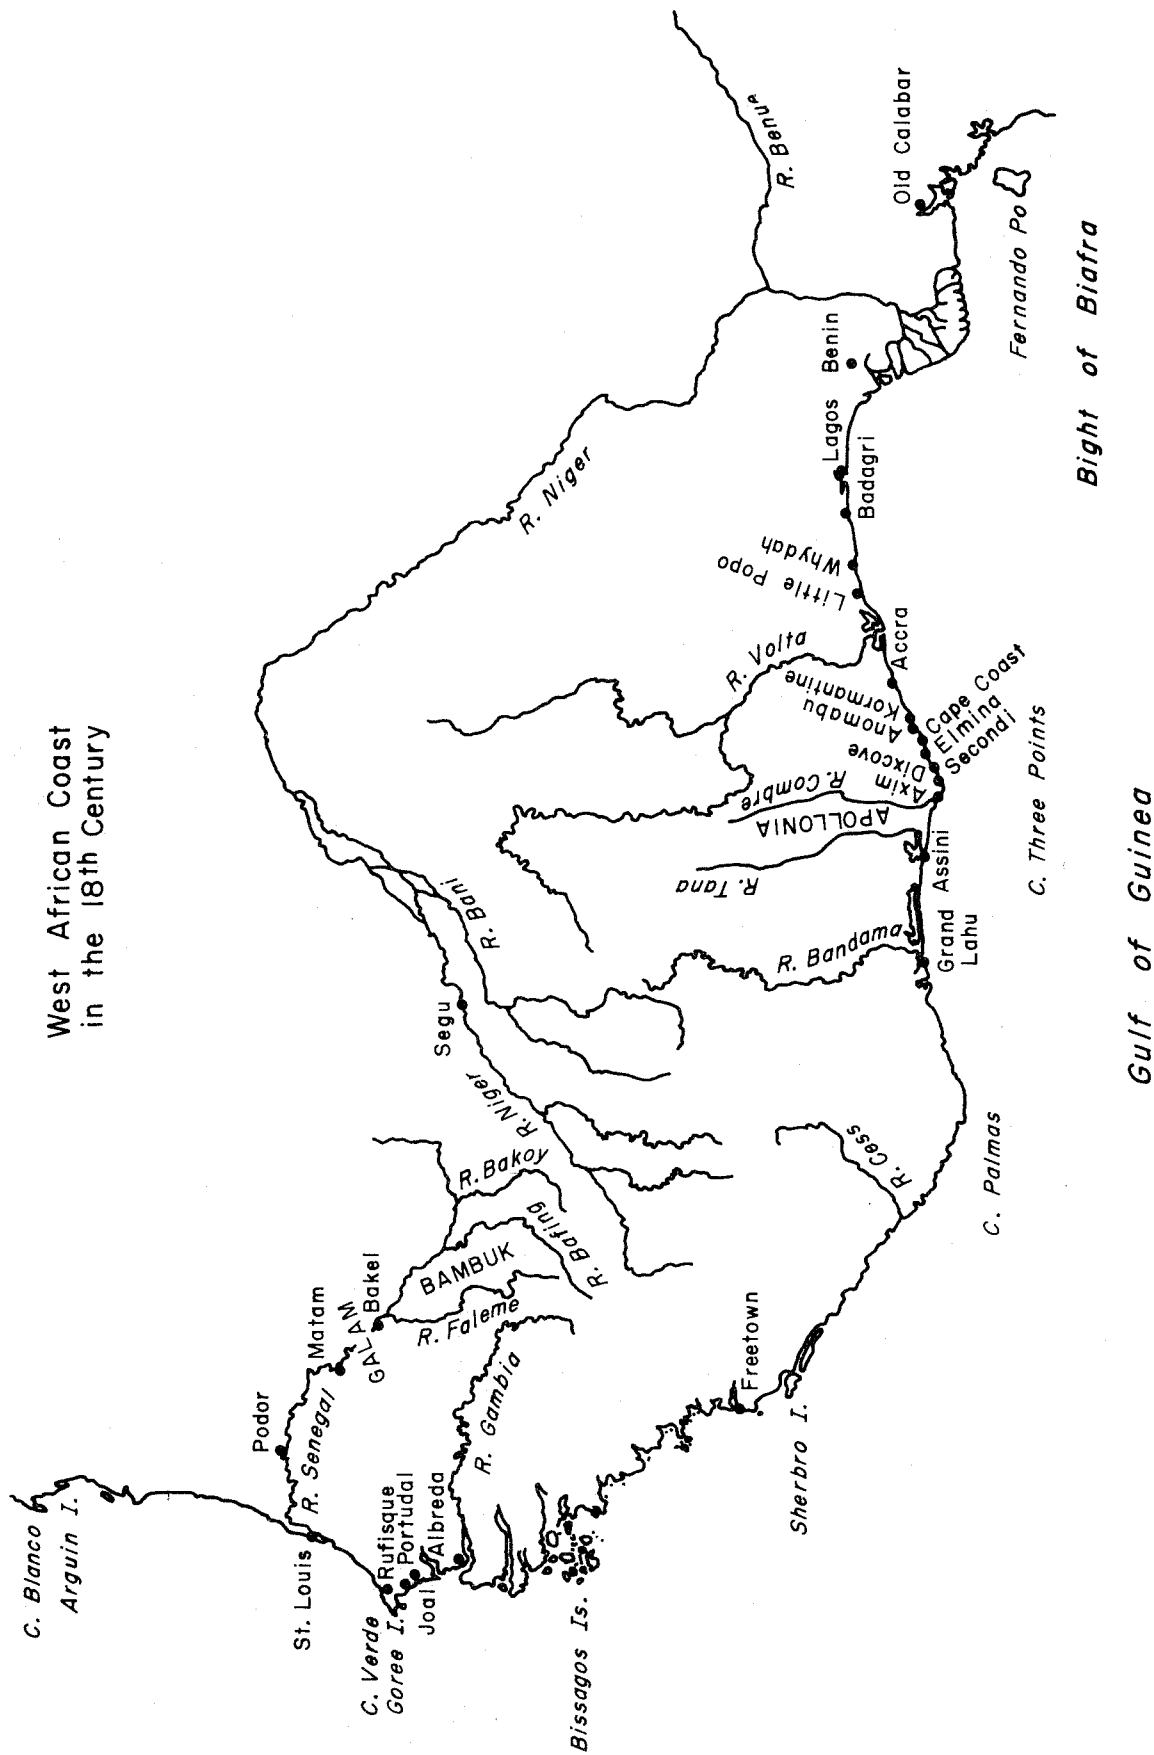 West African Coast
in the 18th Century
C. Blanco
Arguin I.
St. Louis
Podor
R. Senegal
Matam
GALAM
Bakel
C. Verde
Goree I.
Rufisque
Portudal
Joal
Albreda
R. Gambia
R. Faleme
BAMBUK
R. Bafing
R. Bakoy
R. Niger
Segu
R. Bani
R. Niger
R. Benue
Bissagos Is.
Freetown
Sherbro I.
R. Cess
C. Palmas
R. Bandama
Grand
Lahu
R. Tana
Assini
APOLLONIA
R. Combre
Axim
Dixcove
Secondi
Elmina
Cape Coast
Anomabu
Kormantine
C. Three Points
Accra
R. Volta
Little Popo
Whydah
Badagri
Lagos
Benin
Old Calabar
Fernando Po
Bight of Biafra
Gulf of Guinea